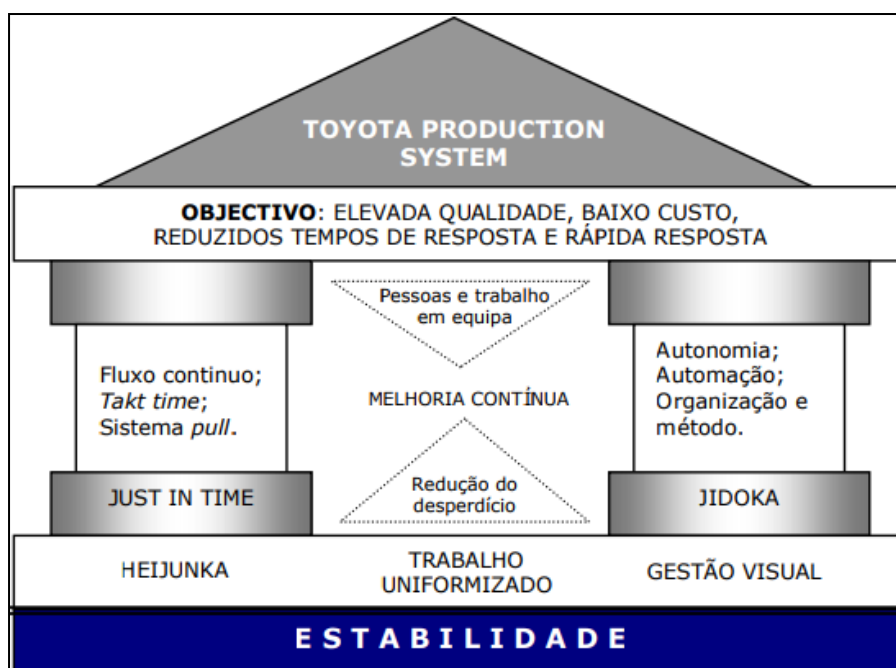 TOYOTA PRODUCTION
SYSTEM
OBJECTIVO: ELEVADA QUALIDADE, BAIXO CUSTO,
REDUZIDOS TEMPOS DE RESPOSTA E RÁPIDA RESPOSTA
Fluxo continuo;
Takt time;
Sistema pull.
JUST IN TIME
Pessoas e trabalho
em equipa
MELHORIA CONTÍNUA
Redução do
desperdício
Autonomia;
Automação;
Organização e
método.
JIDOKA
HEIJUNKA
TRABALHO
UNIFORMIZADO
GESTÃO VISUAL
ESTABILIDADE